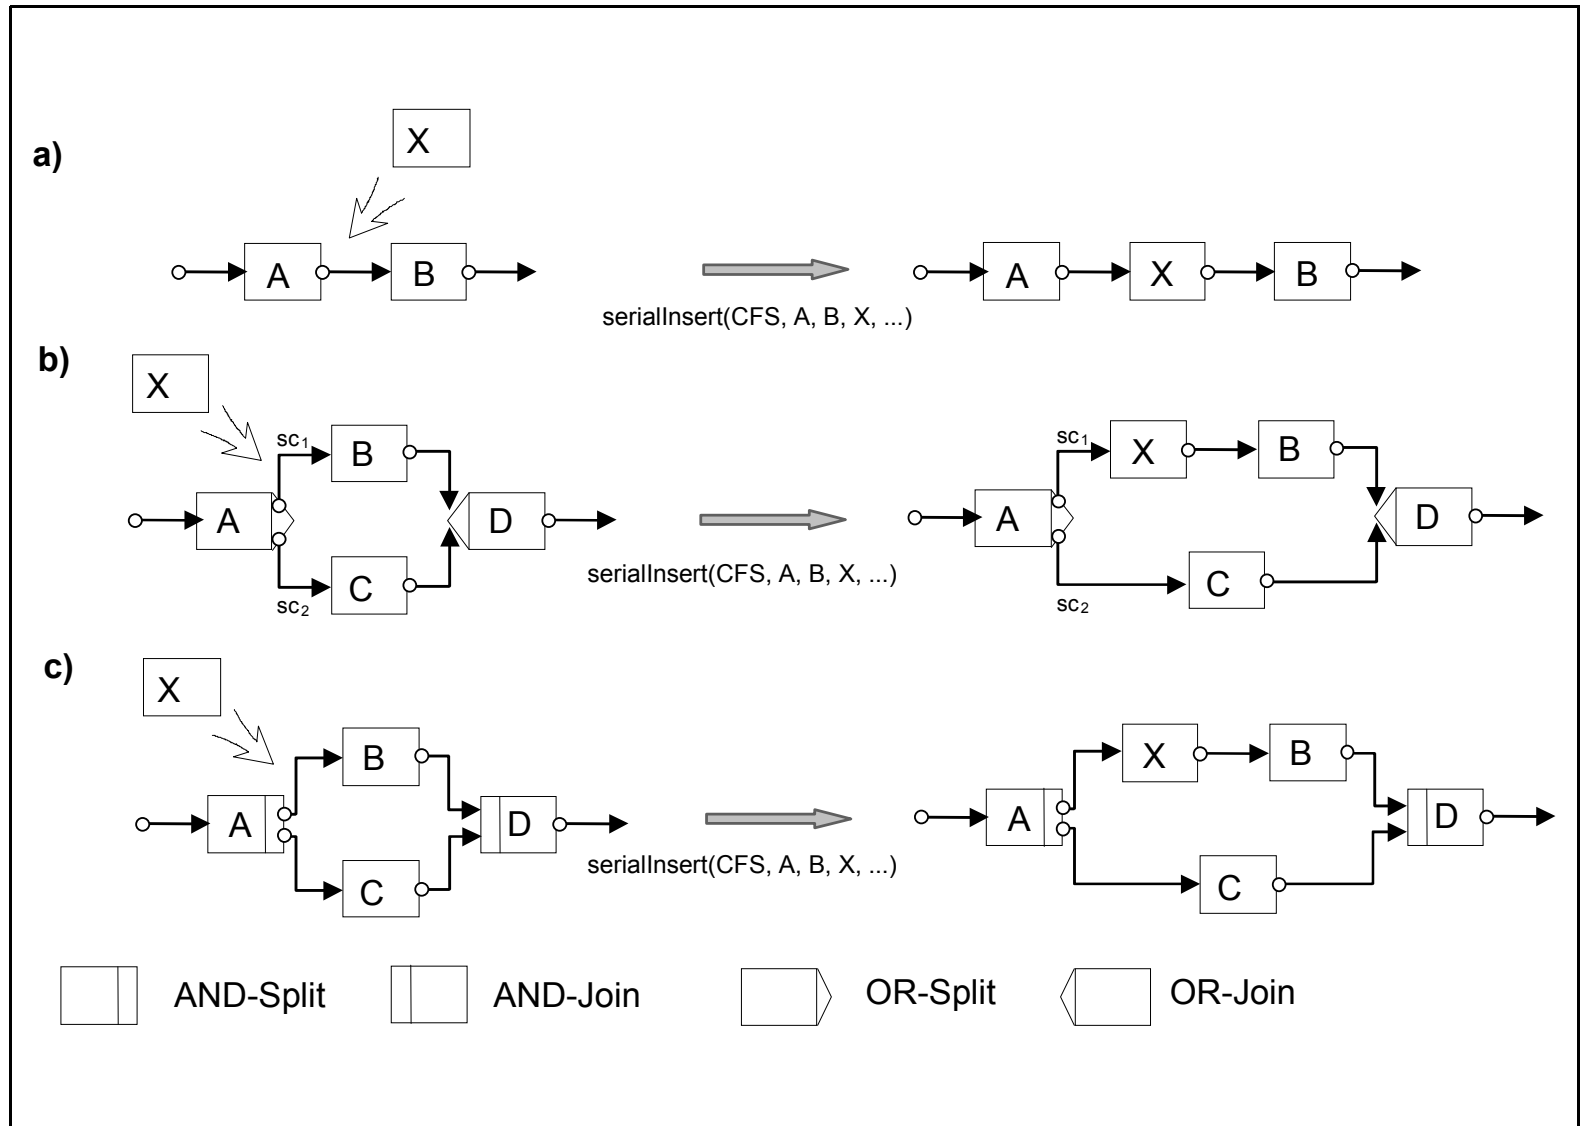 a)
X
A
B
serialInsert(CFS, A, B, X, ...)
A
X
B
b)
X
sc1
B
A
D
C
sc2
serialInsert(CFS, A, B, X, ...)
sc1
X
B
A
D
C
sc2
c)
X
B
A
D
C
serialInsert(CFS, A, B, X, ...)
X
B
A
D
C
AND-Split
AND-Join
OR-Split
OR-Join